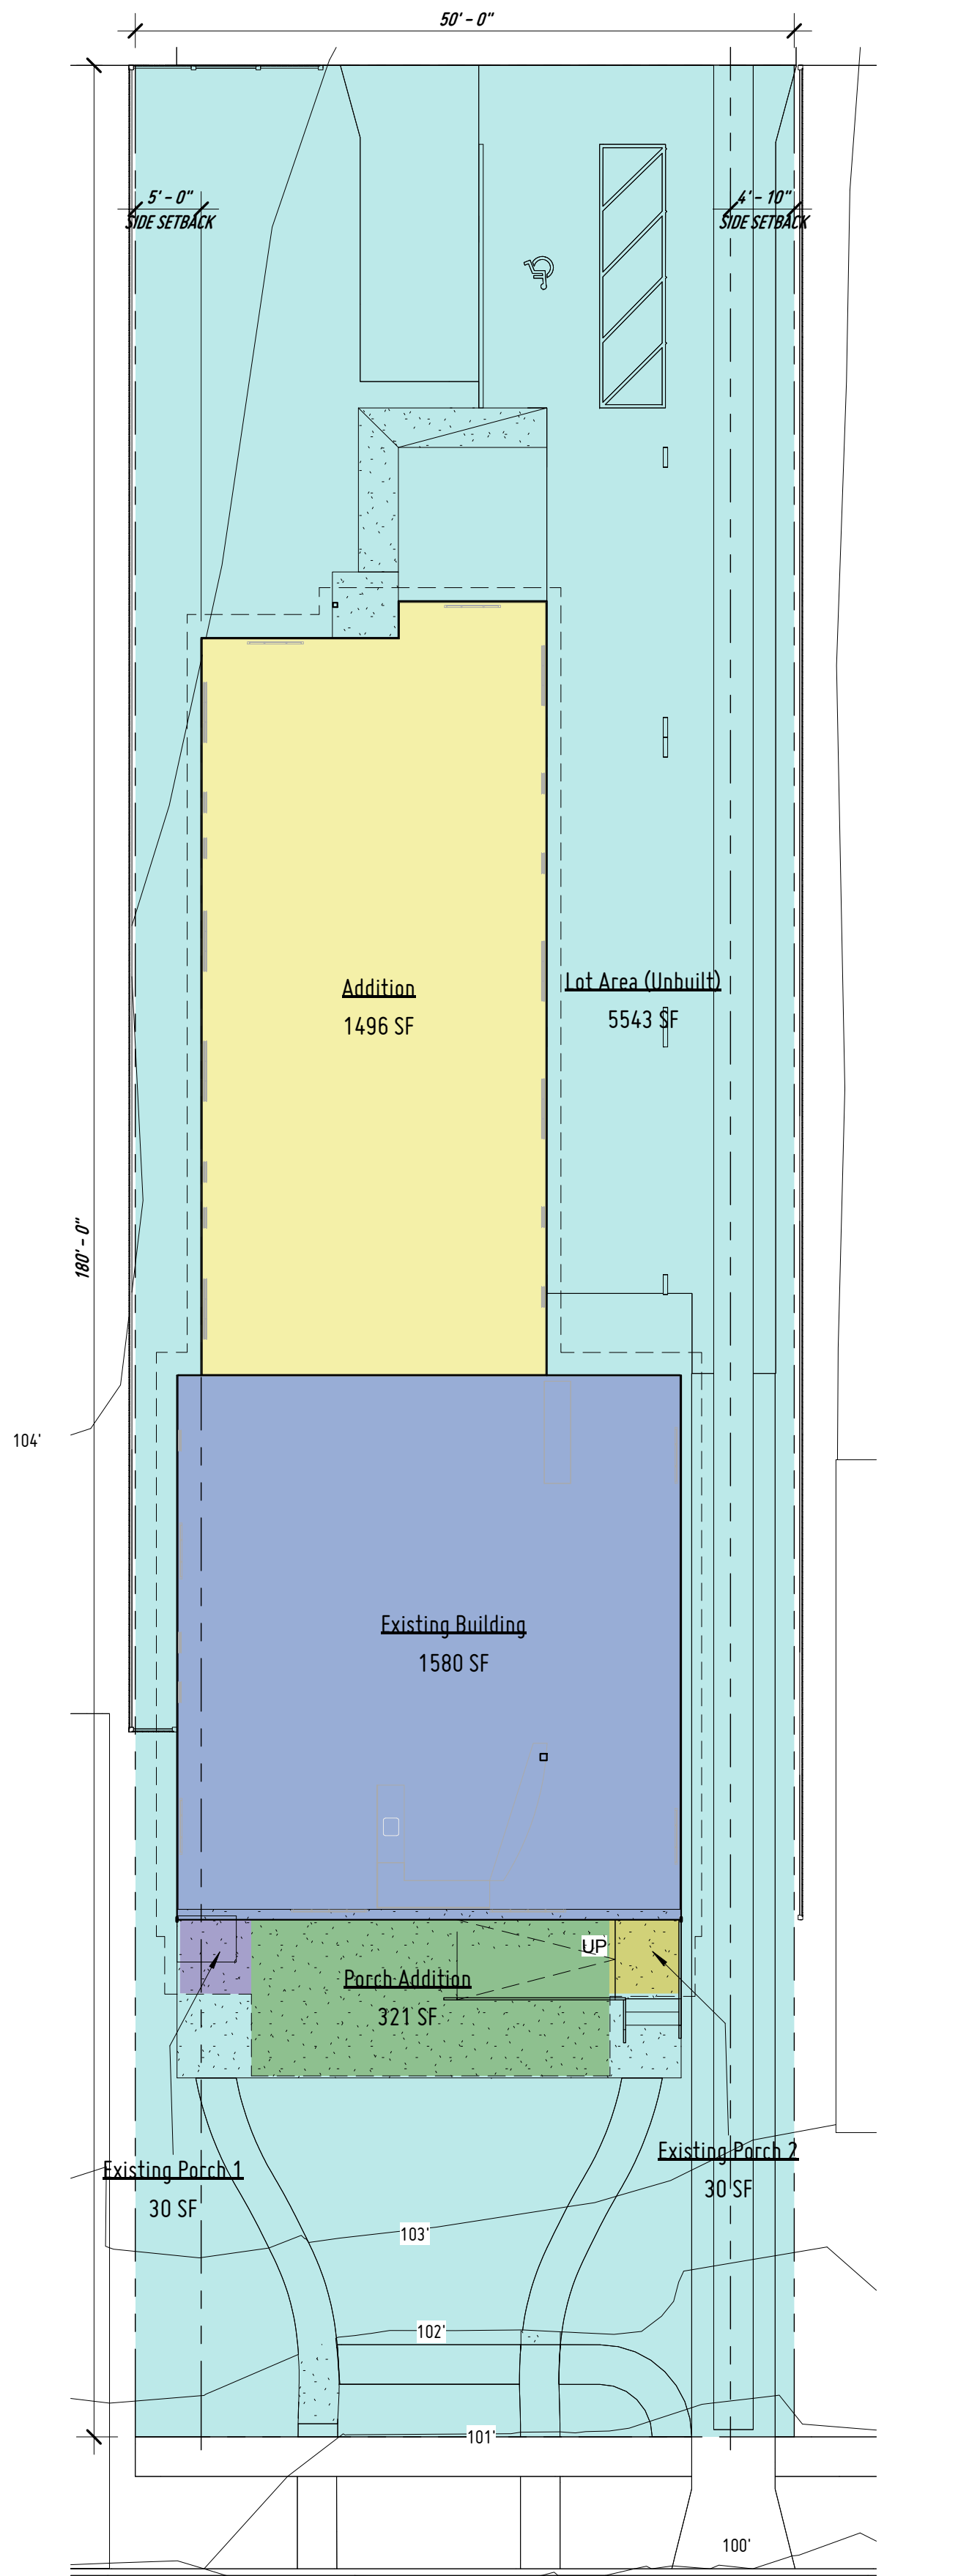 50' - 0"
5' - 0"
SIDE SETBACK
4' - 10"
SIDE SETBACK
Addition
1496 SF
Lot Area (Unbuilt)
5543 SF
180' - 0"
104'
Existing Building
1580 SF
UP
Porch Addition
321 SF
Existing Porch 1
30 SF
Existing Porch 2
30 SF
103'
102'
101'
100'